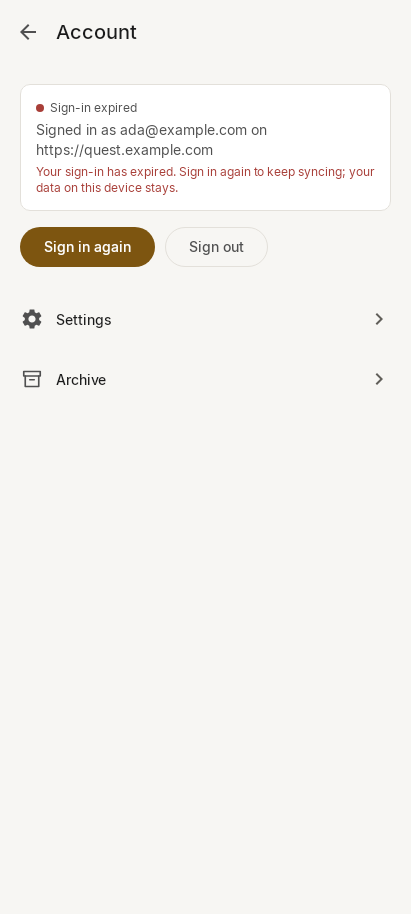 Account
Sign-in expired
Signed in as ada@example.com on
https://quest.example.com
Your sign-in has expired. Sign in again to keep syncing; your
data on this device stays.
Sign in again
Sign out
Settings
Archive